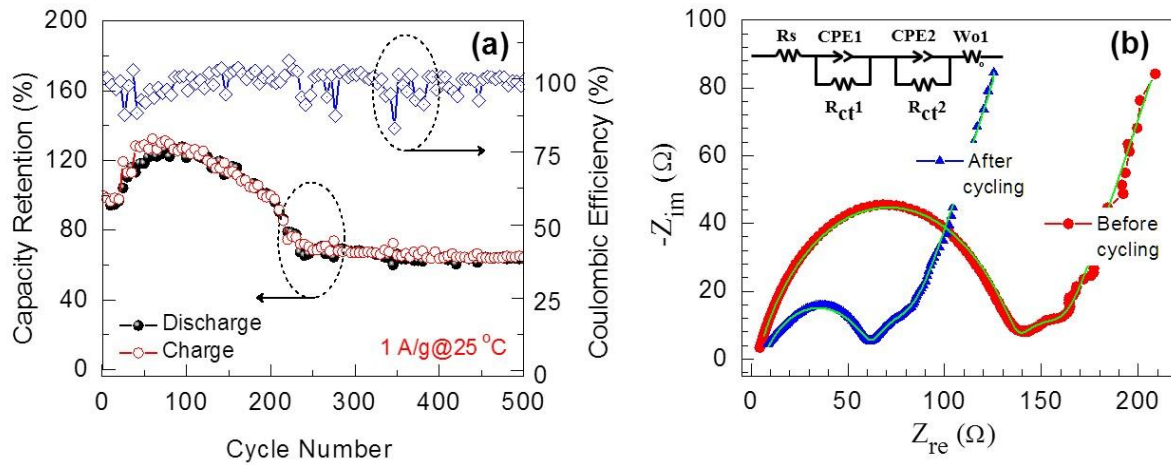 (a)
200
160
120
80
40
0
Capacity Retention (%)
100
75
50
25
0
Coulombic Efficiency (%)
Discharge
Charge
1 A/g@25 °C
0 100 200 300 400 500
Cycle Number
(b)
Rs CPE1 CPE2 Wo1
Rct1 Rct2
100
80
60
40
20
0
-Zim (Ω)
After
cycling
Before
cycling
0 50 100 150 200
Zre (Ω)